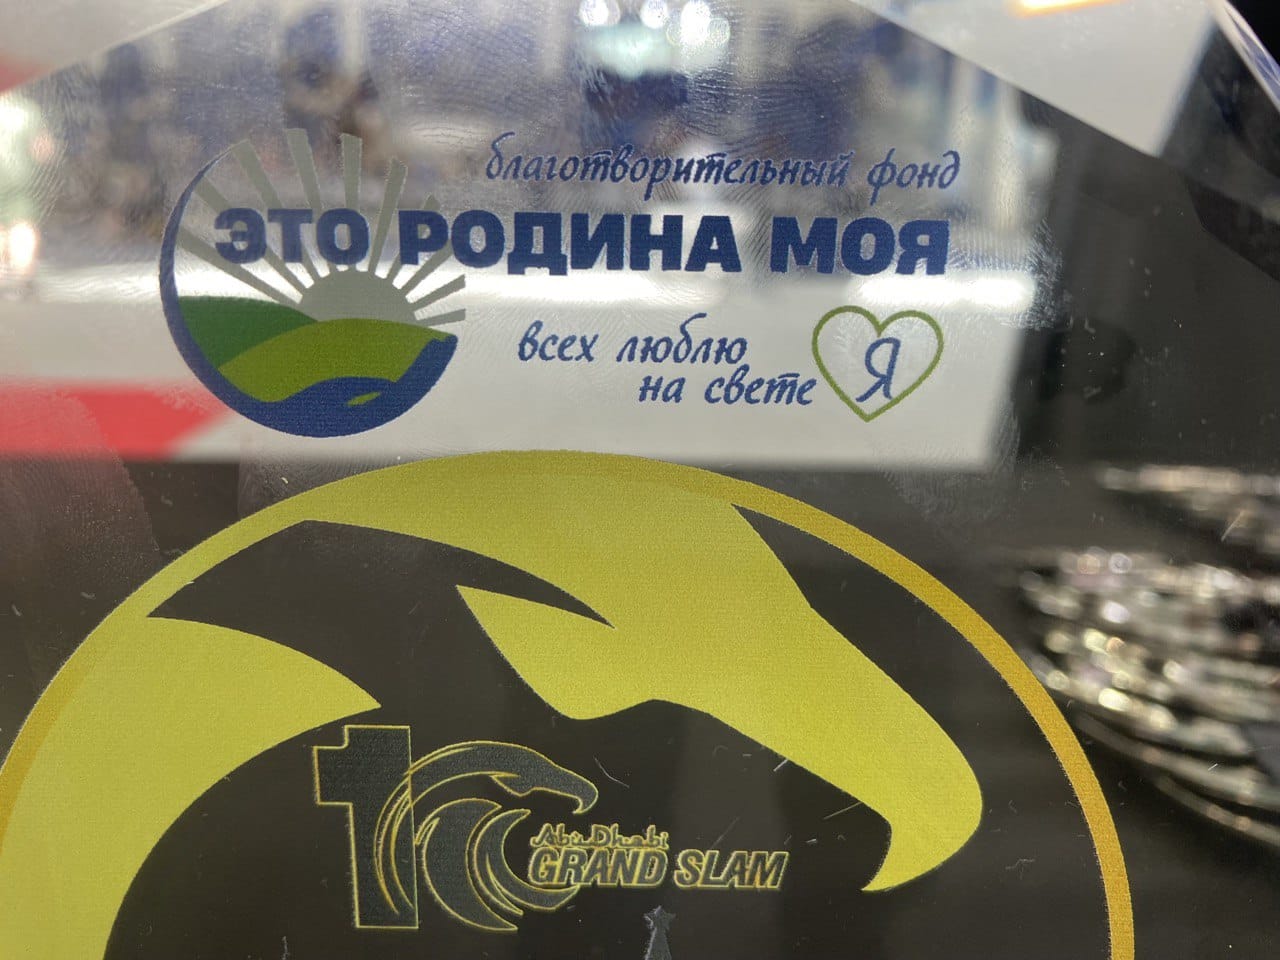 благотворительный фонд
ЭТО РОДИНА МОЯ
всех люблю
на свете Я
10
Abu Dhabi
GRAND SLAM